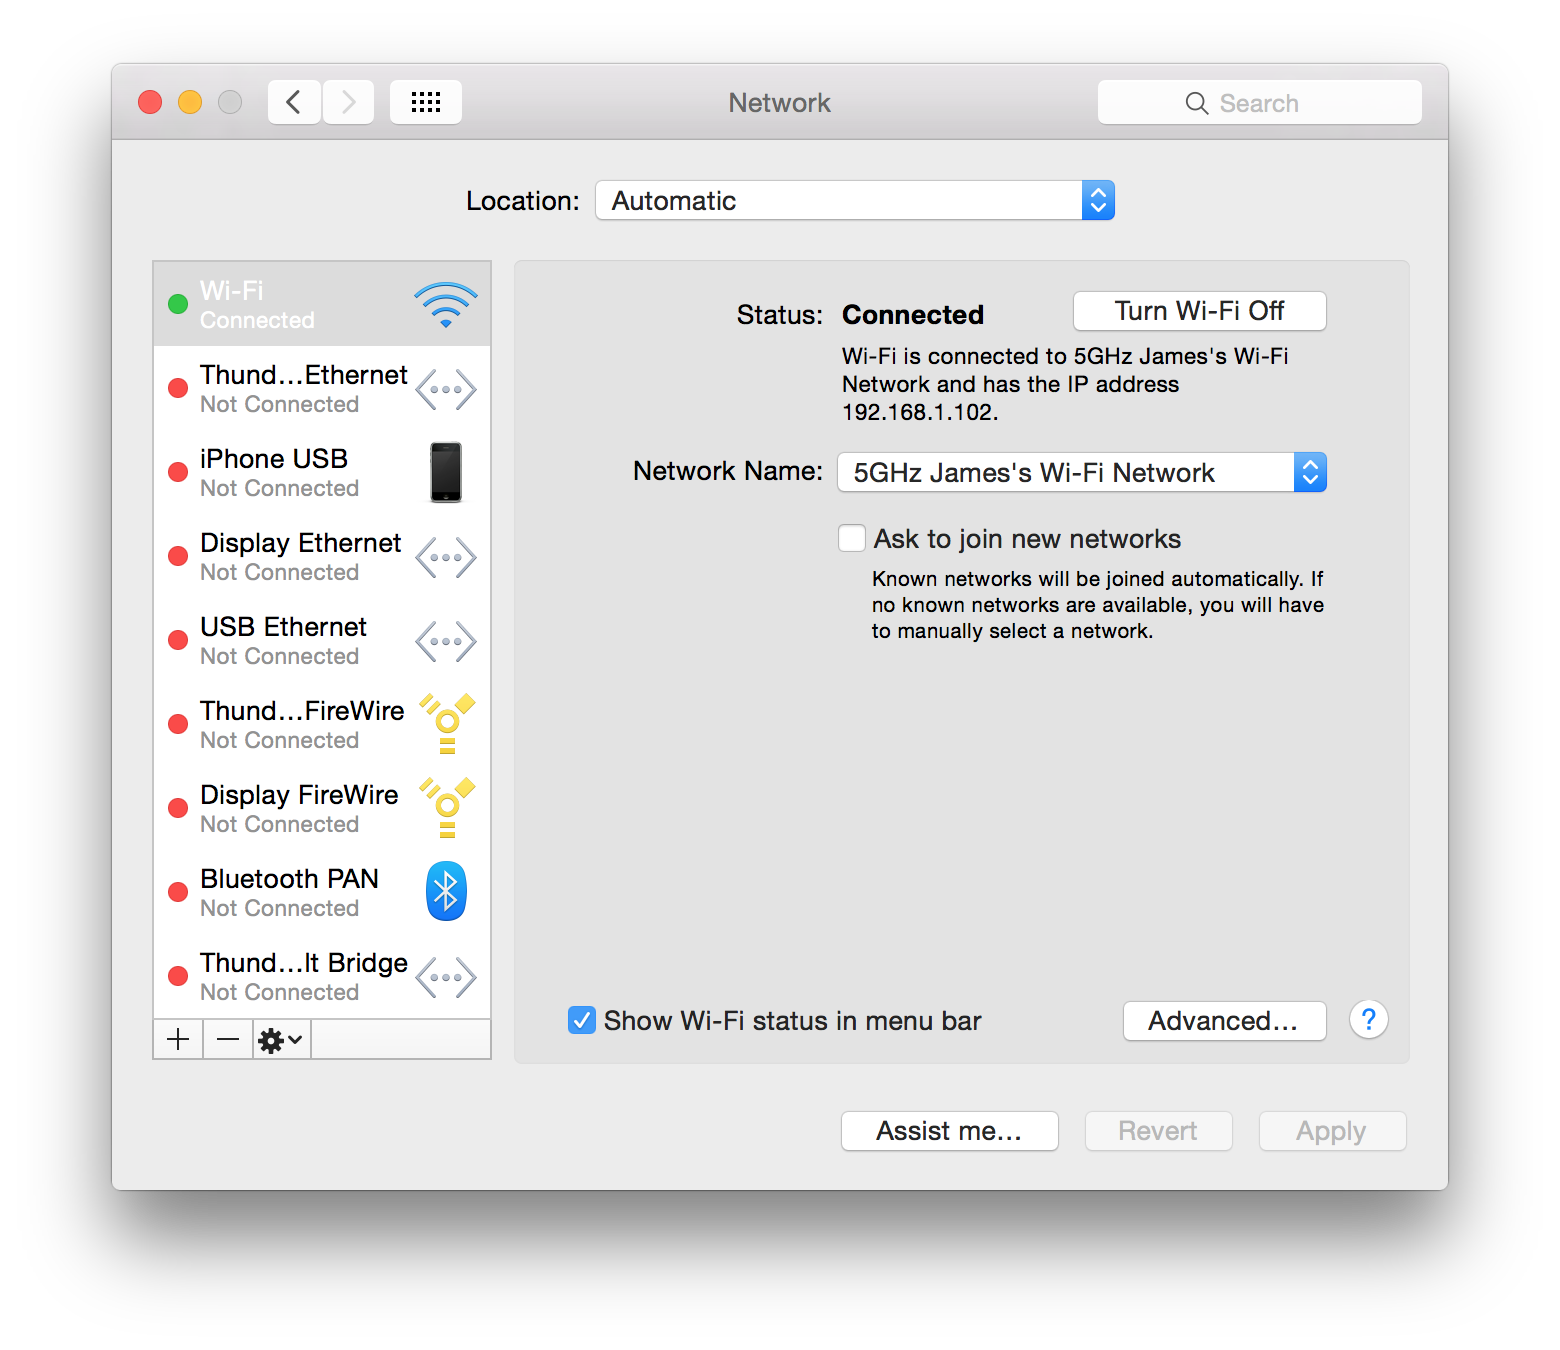 Network
Search
Location: Automatic
Wi-Fi
Connected
Thund...Ethernet
Not Connected
iPhone USB
Not Connected
Display Ethernet
Not Connected
USB Ethernet
Not Connected
Thund...FireWire
Not Connected
Display FireWire
Not Connected
Bluetooth PAN
Not Connected
Thund...lt Bridge
Not Connected
Status: Connected
Turn Wi-Fi Off
Wi-Fi is connected to 5GHz James's Wi-Fi
Network and has the IP address
192.168.1.102.
Network Name: 5GHz James's Wi-Fi Network
Ask to join new networks
Known networks will be joined automatically. If
no known networks are available, you will have
to manually select a network.
Show Wi-Fi status in menu bar
Advanced...
?
Assist me...
Revert
Apply